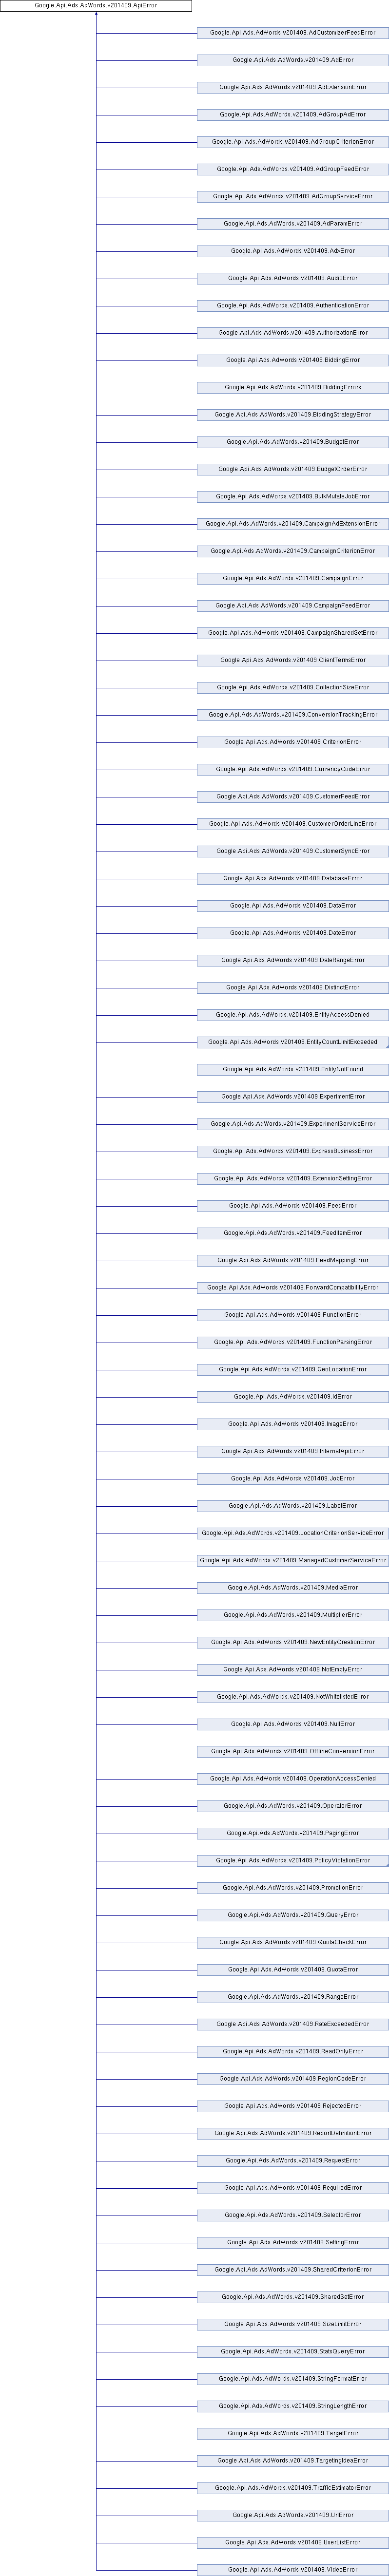 Google.Api.Ads.AdWords.v201409.ApiError
Google.Api.Ads.AdWords.v201409.AdCustomizerFeedError
Google.Api.Ads.AdWords.v201409.AdError
Google.Api.Ads.AdWords.v201409.AdExtensionError
Google.Api.Ads.AdWords.v201409.AdGroupAdError
Google.Api.Ads.AdWords.v201409.AdGroupCriterionError
Google.Api.Ads.AdWords.v201409.AdGroupFeedError
Google.Api.Ads.AdWords.v201409.AdGroupServiceError
Google.Api.Ads.AdWords.v201409.AdParamError
Google.Api.Ads.AdWords.v201409.AdxError
Google.Api.Ads.AdWords.v201409.AudioError
Google.Api.Ads.AdWords.v201409.AuthenticationError
Google.Api.Ads.AdWords.v201409.AuthorizationError
Google.Api.Ads.AdWords.v201409.BiddingError
Google.Api.Ads.AdWords.v201409.BiddingErrors
Google.Api.Ads.AdWords.v201409.BiddingStrategyError
Google.Api.Ads.AdWords.v201409.BudgetError
Google.Api.Ads.AdWords.v201409.BudgetOrderError
Google.Api.Ads.AdWords.v201409.BulkMutateJobError
Google.Api.Ads.AdWords.v201409.CampaignAdExtensionError
Google.Api.Ads.AdWords.v201409.CampaignCriterionError
Google.Api.Ads.AdWords.v201409.CampaignError
Google.Api.Ads.AdWords.v201409.CampaignFeedError
Google.Api.Ads.AdWords.v201409.CampaignSharedSetError
Google.Api.Ads.AdWords.v201409.ClientTermsError
Google.Api.Ads.AdWords.v201409.CollectionSizeError
Google.Api.Ads.AdWords.v201409.ConversionTrackingError
Google.Api.Ads.AdWords.v201409.CriterionError
Google.Api.Ads.AdWords.v201409.CurrencyCodeError
Google.Api.Ads.AdWords.v201409.CustomerFeedError
Google.Api.Ads.AdWords.v201409.CustomerOrderLineError
Google.Api.Ads.AdWords.v201409.CustomerSyncError
Google.Api.Ads.AdWords.v201409.DatabaseError
Google.Api.Ads.AdWords.v201409.DataError
Google.Api.Ads.AdWords.v201409.DateError
Google.Api.Ads.AdWords.v201409.DateRangeError
Google.Api.Ads.AdWords.v201409.DistinctError
Google.Api.Ads.AdWords.v201409.EntityAccessDenied
Google.Api.Ads.AdWords.v201409.EntityCountLimitExceeded
Google.Api.Ads.AdWords.v201409.EntityNotFound
Google.Api.Ads.AdWords.v201409.ExperimentError
Google.Api.Ads.AdWords.v201409.ExperimentServiceError
Google.Api.Ads.AdWords.v201409.ExpressBusinessError
Google.Api.Ads.AdWords.v201409.ExtensionSettingError
Google.Api.Ads.AdWords.v201409.FeedError
Google.Api.Ads.AdWords.v201409.FeedItemError
Google.Api.Ads.AdWords.v201409.FeedMappingError
Google.Api.Ads.AdWords.v201409.ForwardCompatibilityError
Google.Api.Ads.AdWords.v201409.FunctionError
Google.Api.Ads.AdWords.v201409.FunctionParsingError
Google.Api.Ads.AdWords.v201409.GeoLocationError
Google.Api.Ads.AdWords.v201409.IdError
Google.Api.Ads.AdWords.v201409.ImageError
Google.Api.Ads.AdWords.v201409.InternalApiError
Google.Api.Ads.AdWords.v201409.JobError
Google.Api.Ads.AdWords.v201409.LabelError
Google.Api.Ads.AdWords.v201409.LocationCriterionServiceError
Google.Api.Ads.AdWords.v201409.ManagedCustomerServiceError
Google.Api.Ads.AdWords.v201409.MediaError
Google.Api.Ads.AdWords.v201409.MultiplierError
Google.Api.Ads.AdWords.v201409.NewEntityCreationError
Google.Api.Ads.AdWords.v201409.NotEmptyError
Google.Api.Ads.AdWords.v201409.NotWhitelistedError
Google.Api.Ads.AdWords.v201409.NullError
Google.Api.Ads.AdWords.v201409.OfflineConversionError
Google.Api.Ads.AdWords.v201409.OperationAccessDenied
Google.Api.Ads.AdWords.v201409.OperatorError
Google.Api.Ads.AdWords.v201409.PagingError
Google.Api.Ads.AdWords.v201409.PolicyViolationError
Google.Api.Ads.AdWords.v201409.PromotionError
Google.Api.Ads.AdWords.v201409.QueryError
Google.Api.Ads.AdWords.v201409.QuotaCheckError
Google.Api.Ads.AdWords.v201409.QuotaError
Google.Api.Ads.AdWords.v201409.RangeError
Google.Api.Ads.AdWords.v201409.RateExceededError
Google.Api.Ads.AdWords.v201409.ReadOnlyError
Google.Api.Ads.AdWords.v201409.RegionCodeError
Google.Api.Ads.AdWords.v201409.RejectedError
Google.Api.Ads.AdWords.v201409.ReportDefinitionError
Google.Api.Ads.AdWords.v201409.RequestError
Google.Api.Ads.AdWords.v201409.RequiredError
Google.Api.Ads.AdWords.v201409.SelectorError
Google.Api.Ads.AdWords.v201409.SettingError
Google.Api.Ads.AdWords.v201409.SharedCriterionError
Google.Api.Ads.AdWords.v201409.SharedSetError
Google.Api.Ads.AdWords.v201409.SizeLimitError
Google.Api.Ads.AdWords.v201409.StatsQueryError
Google.Api.Ads.AdWords.v201409.StringFormatError
Google.Api.Ads.AdWords.v201409.StringLengthError
Google.Api.Ads.AdWords.v201409.TargetError
Google.Api.Ads.AdWords.v201409.TargetingIdeaError
Google.Api.Ads.AdWords.v201409.TrafficEstimatorError
Google.Api.Ads.AdWords.v201409.UrlError
Google.Api.Ads.AdWords.v201409.UserListError
Google.Api.Ads.AdWords.v201409.VideoError